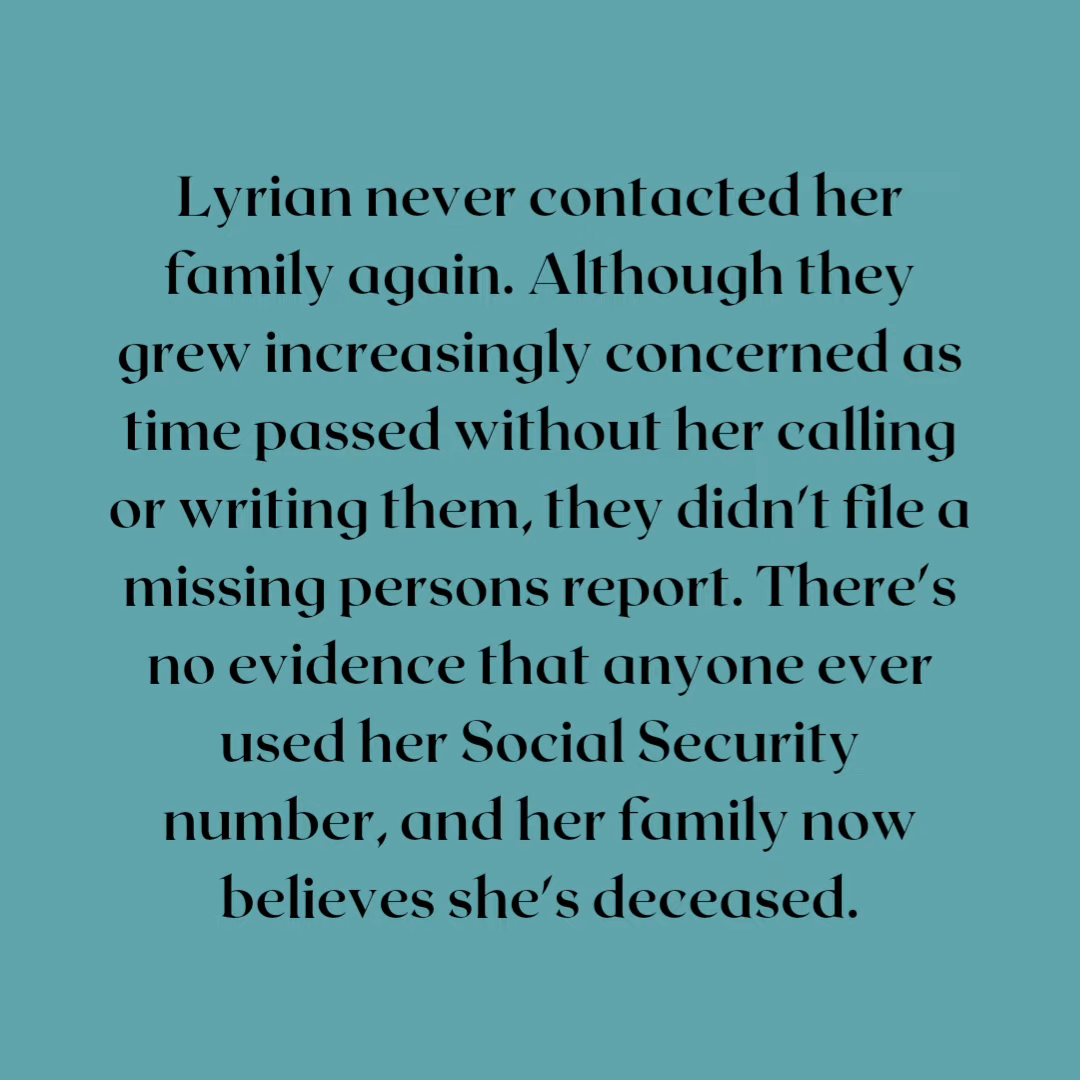 Lyrian never contacted her
family again. Although they
grew increasingly concerned as
time passed without her calling
or writing them, they didn't file a
missing persons report. There's
no evidence that anyone ever
used her Social Security
number, and her family now
believes she's deceased.